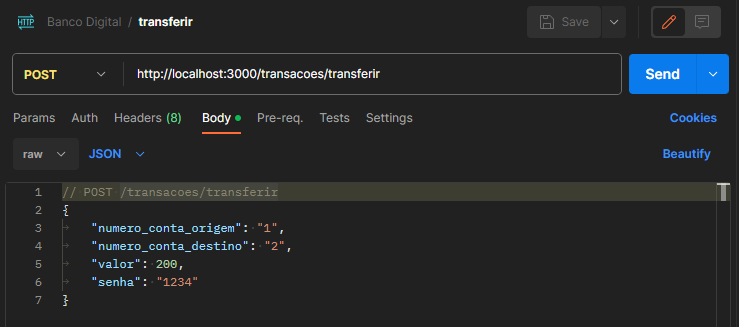 HTTP Banco Digital / transferir Save
POST http://localhost:3000/transacoes/transferir Send
Params Auth Headers (8) Body Pre-req. Tests Settings Cookies
raw JSON Beautify
1 // POST /transacoes/transferir
2 {
3 "numero_conta_origem": "1",
4 "numero_conta_destino": "2",
5 "valor": 200,
6 "senha": "1234"
7 }